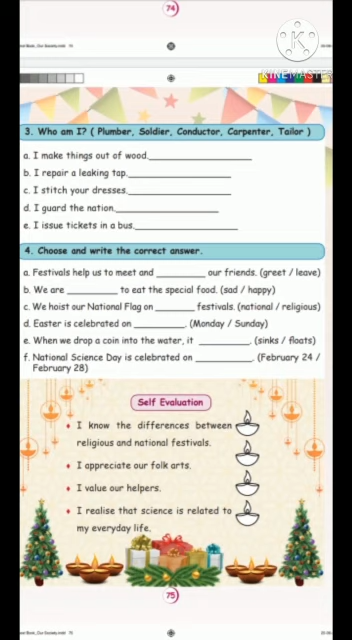 74
KINEMASTER
3. Who am I? ( Plumber, Soldier, Conductor, Carpenter, Tailor )
a. I make things out of wood.____________
b. I repair a leaking tap.____________
c. I stitch your dresses.____________
d. I guard the nation.____________
e. I issue tickets in a bus.____________
4. Choose and write the correct answer.
a. Festivals help us to meet and ________ our friends. (greet / leave)
b. We are ________ to eat the special food. (sad / happy)
c. We hoist our National Flag on ________ festivals. (national / religious)
d. Easter is celebrated on ________. (Monday / Sunday)
e. When we drop a coin into the water, it ________. (sinks / floats)
f. National Science Day is celebrated on ________. (February 24 /
February 28)
Self Evaluation
• I know the differences between
religious and national festivals.
• I appreciate our folk arts.
• I value our helpers.
• I realise that science is related to
my everyday life.
75